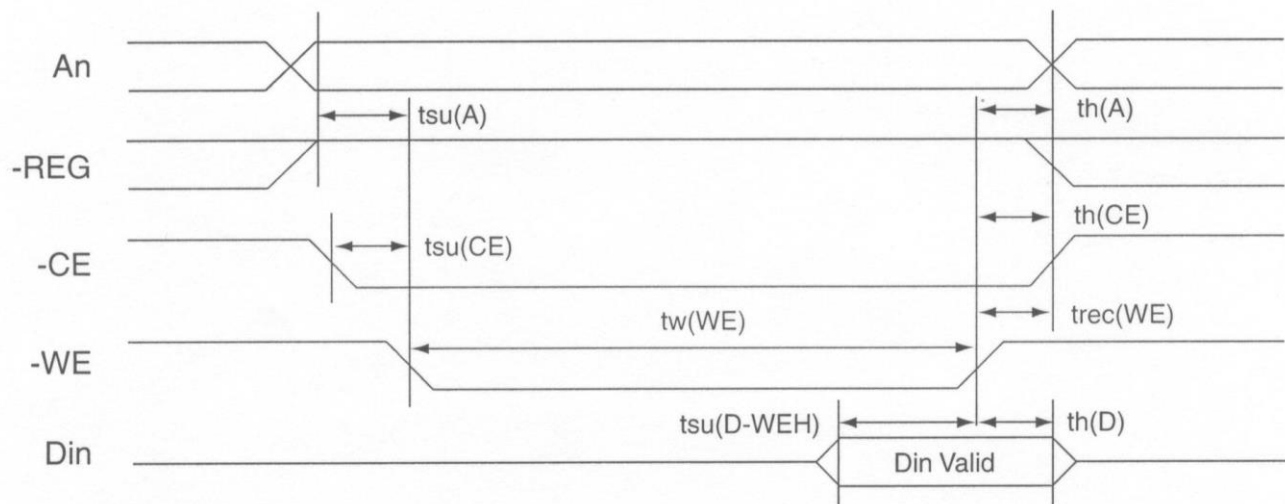 An
tsu(A)
th(A)
-REG
th(CE)
-CE
tsu(CE)
tw(WE)
trec(WE)
-WE
tsu(D-WEH)
th(D)
Din
Din Valid